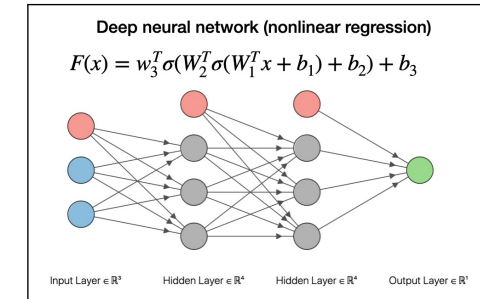 Deep neural network (nonlinear regression)
F(x) = w₃ᵀσ(W₂ᵀσ(W₁ᵀx + b₁) + b₂) + b₃
Input Layer ∈ ℝ³ Hidden Layer ∈ ℝ⁴ Hidden Layer ∈ ℝ⁴ Output Layer ∈ ℝ¹